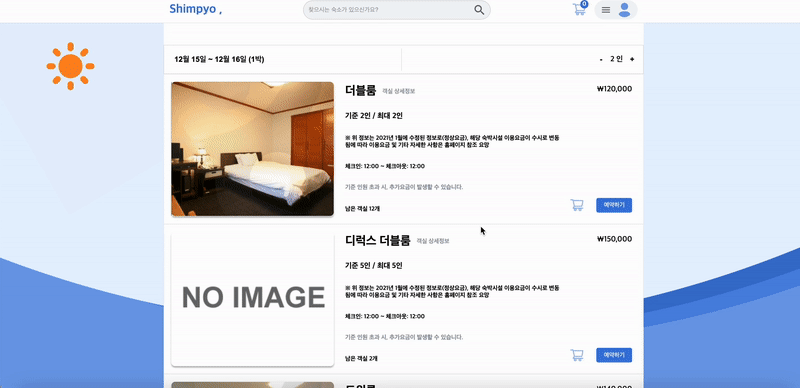 Shimpyo ,
찾으시는 숙소가 있으신가요?
0
12월 15일 ~ 12월 16일 (1박)
- 2 인 +
더블룸 객실 상세정보
₩120,000
기준 2인 / 최대 2인
※ 위 정보는 2021년 1월에 수정된 정보로(정상요금), 해당 숙박시설 이용요금이 수시로 변동
됨에 따라 이용요금 및 기타 자세한 사항은 홈페이지 참조 요망
체크인: 12:00 ~ 체크아웃: 12:00
기준 인원 초과 시, 추가요금이 발생할 수 있습니다.
남은 객실 12개
예약하기
디럭스 더블룸 객실 상세정보
₩150,000
기준 5인 / 최대 5인
NO IMAGE
※ 위 정보는 2021년 1월에 수정된 정보로(정상요금), 해당 숙박시설 이용요금이 수시로 변동
됨에 따라 이용요금 및 기타 자세한 사항은 홈페이지 참조 요망
체크인: 12:00 ~ 체크아웃: 12:00
기준 인원 초과 시, 추가요금이 발생할 수 있습니다.
남은 객실 2개
예약하기